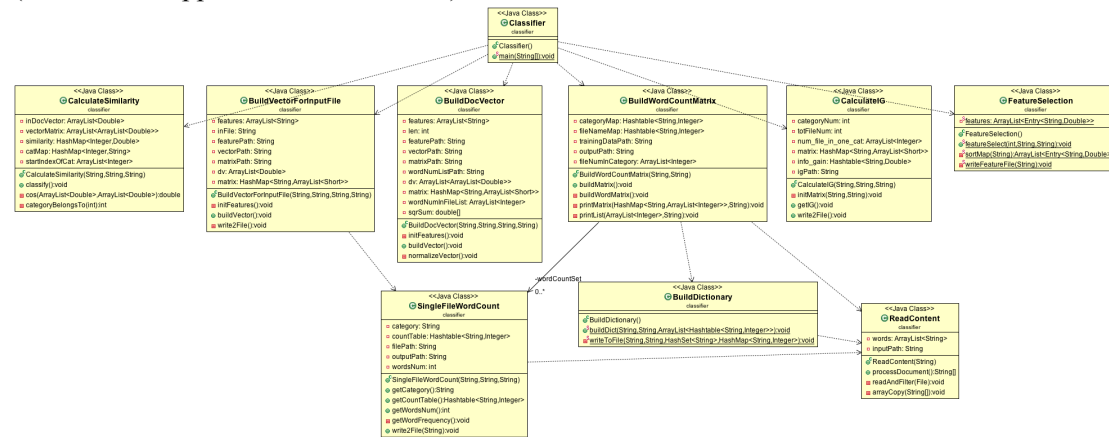 <<Java Class>>
Classifier
classifier
Classifier()
main(String[]):void
<<Java Class>>
CalculateSimilarity
classifier
inDocVector: ArrayList<Double>
vectorMatrix: ArrayList<ArrayList<Double>>
similarity: HashMap<Integer,Double>
catMap: HashMap<Integer,String>
startIndexOfCat: ArrayList<Integer>
CalculateSimilarity(String,String,String)
classify():void
cos(ArrayList<Double>,ArrayList<Double>):double
categoryBelongsTo(int):int
<<Java Class>>
BuildVectorForInputFile
classifier
features: ArrayList<String>
inFile: String
featurePath: String
vectorPath: String
matrixPath: String
dv: ArrayList<Double>
matrix: HashMap<String,ArrayList<Short>>
BuildVectorForInputFile(String,String,String,String)
initFeatures():void
buildVector():void
write2File():void
<<Java Class>>
BuildDocVector
classifier
features: ArrayList<String>
len: int
featurePath: String
vectorPath: String
matrixPath: String
wordNumListPath: String
dv: ArrayList<ArrayList<Double>>
matrix: HashMap<String,ArrayList<Short>>
wordNumInFileList: ArrayList<Integer>
sqrSum: double[]
BuildDocVector(String,String,String,String)
initFeatures():void
buildVector():void
normalizeVector():void
<<Java Class>>
BuildWordCountMatrix
classifier
categoryMap: Hashtable<String,Integer>
fileNameMap: Hashtable<String,Integer>
trainingDataPath: String
outputPath: String
fileNumInCategory: ArrayList<Integer>
BuildWordCountMatrix(String,String)
buildMatrix():void
buildWordMatrix():void
printMatrix(HashMap<String,ArrayList<Integer>>,String):void
printList(ArrayList<Integer>,String):void
<<Java Class>>
CalculateIG
classifier
categoryNum: int
totFileNum: int
num_file_in_one_cat: ArrayList<Integer>
matrix: HashMap<String,ArrayList<Short>>
info_gain: Hashtable<String,Double>
igPath: String
CalculateIG(String,String,String)
initMatrix(String,String):void
getIG():void
write2File():void
<<Java Class>>
FeatureSelection
classifier
features: ArrayList<Entry<String,Double>>
FeatureSelection()
featureSelect(int,String,String):void
sortMap(String):ArrayList<Entry<String,Double>
writeFeatureFile(String):void
-wordCountSet
0..*
<<Java Class>>
SingleFileWordCount
classifier
category: String
countTable: Hashtable<String,Integer>
filePath: String
outputPath: String
wordsNum: int
SingleFileWordCount(String,String,String)
getCategory():String
getCountTable():Hashtable<String,Integer>
getWordsNum():int
getWordFrequency():void
write2File(String):void
<<Java Class>>
BuildDictionary
classifier
BuildDictionary()
buildDict(String,String,ArrayList<Hashtable<String,Integer>>):void
writeToFile(String,String,HashSet<String>,HashMap<String,Integer>):void
<<Java Class>>
ReadContent
classifier
words: ArrayList<String>
inputPath: String
ReadContent(String)
processDocument():String[]
readAndFilter(File):void
arrayCopy(String[]):void